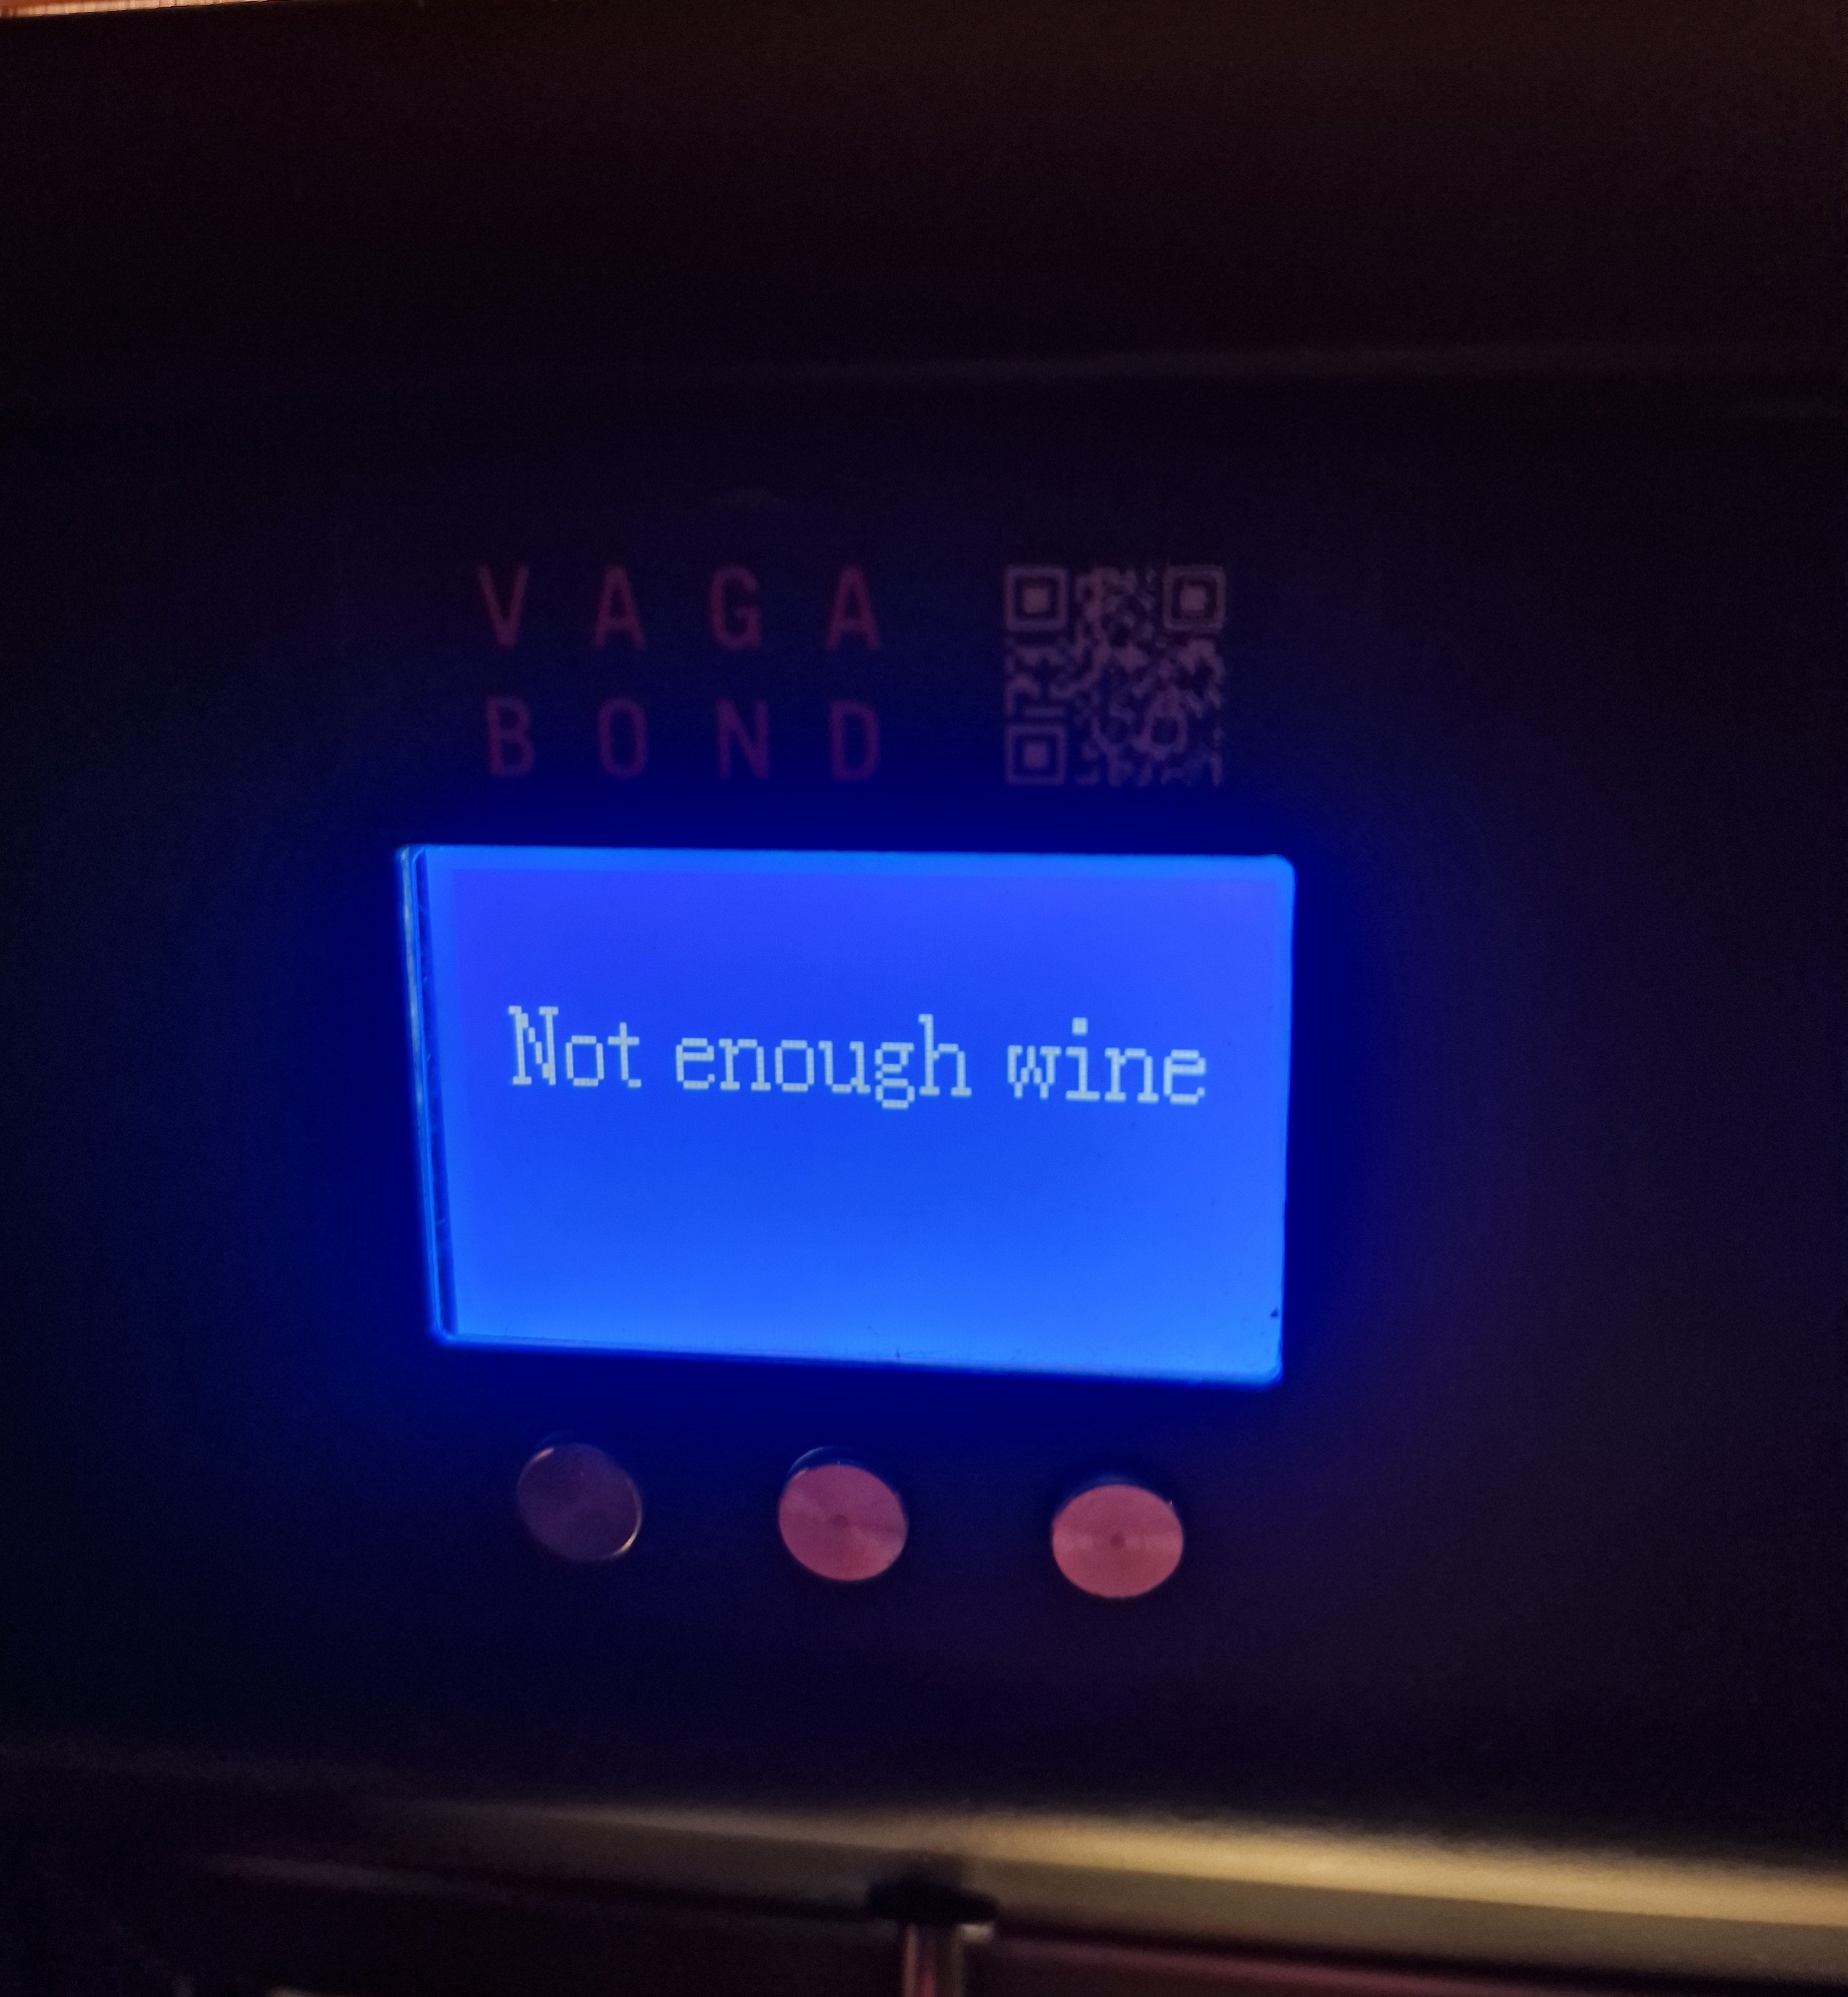 V A G A
B O N D
Not enough wine